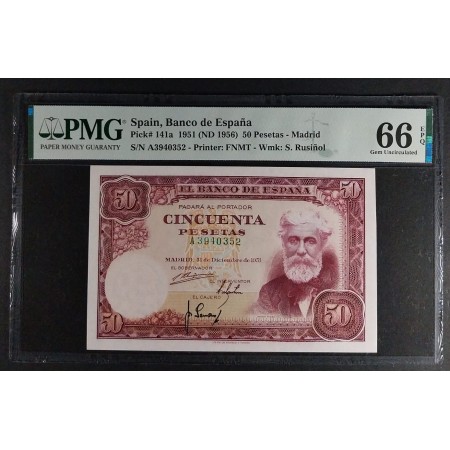 PMG
PAPER MONEY GUARANTY
Spain, Banco de España
Pick# 141a 1951 (ND 1956) 50 Pesetas - Madrid
S/N A3940352 - Printer: FNMT - Wmk: S. Rusiñol
66 EPQ
Gem Uncirculated
50
50
EL BANCO DE ESPAÑA
PAGARÁ AL PORTADOR
CINCUENTA
PESETAS
A3940352
MADRID, 31 de Diciembre de 1951
EL GOBERNADOR
EL INTERVENTOR
EL CAJERO
50
50